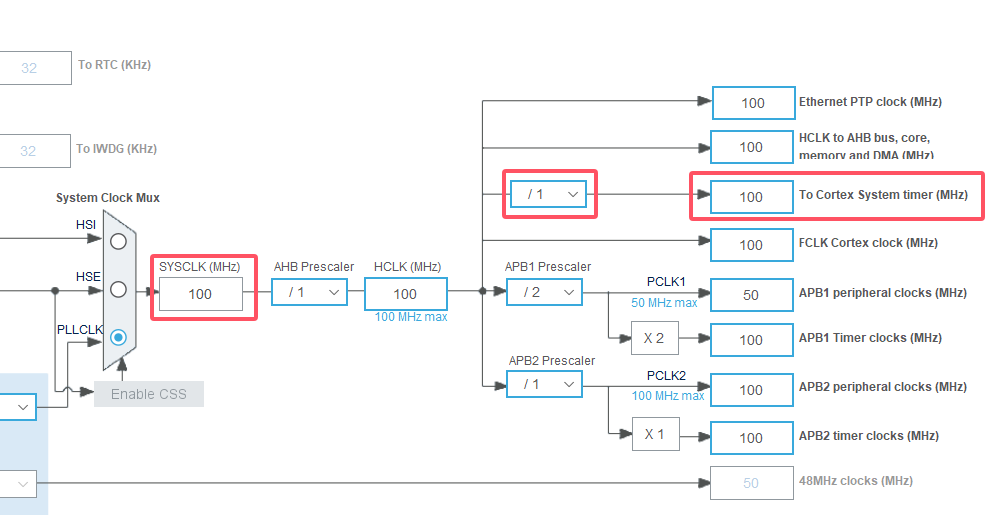 32
To RTC (KHz)
32
To IWDG (KHz)
System Clock Mux
HSI
HSE
PLLCLK
Enable CSS
SYSCLK (MHz)
100
AHB Prescaler
/ 1
HCLK (MHz)
100
100 MHz max
100
Ethernet PTP clock (MHz)
100
HCLK to AHB bus, core,
memory and DMA (MHz)
/ 1
100
To Cortex System timer (MHz)
100
FCLK Cortex clock (MHz)
APB1 Prescaler
/ 2
PCLK1
50 MHz max
50
APB1 peripheral clocks (MHz)
X 2
100
APB1 Timer clocks (MHz)
APB2 Prescaler
/ 1
PCLK2
100 MHz max
100
APB2 peripheral clocks (MHz)
X 1
100
APB2 timer clocks (MHz)
50
48MHz clocks (MHz)